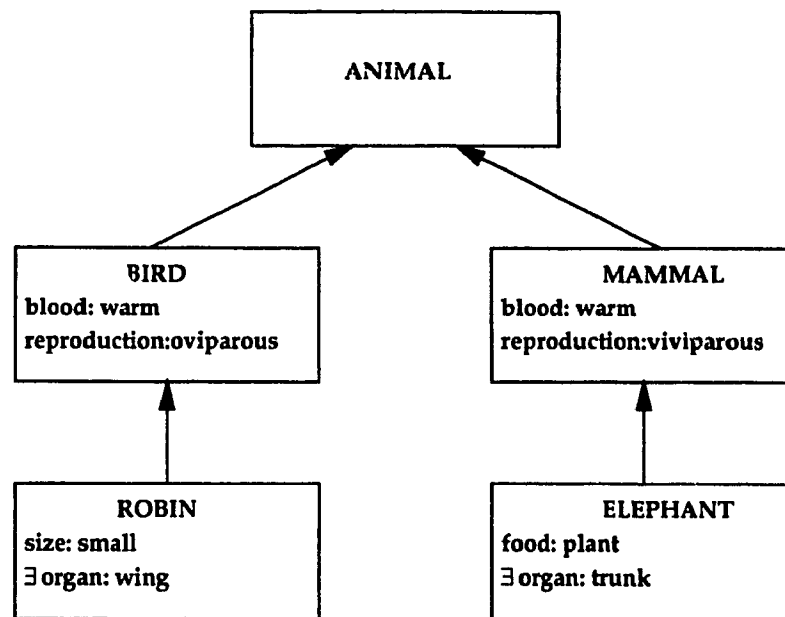 ANIMAL
BIRD
blood: warm
reproduction:oviparous
MAMMAL
blood: warm
reproduction:viviparous
ROBIN
size: small
∃ organ: wing
ELEPHANT
food: plant
∃ organ: trunk